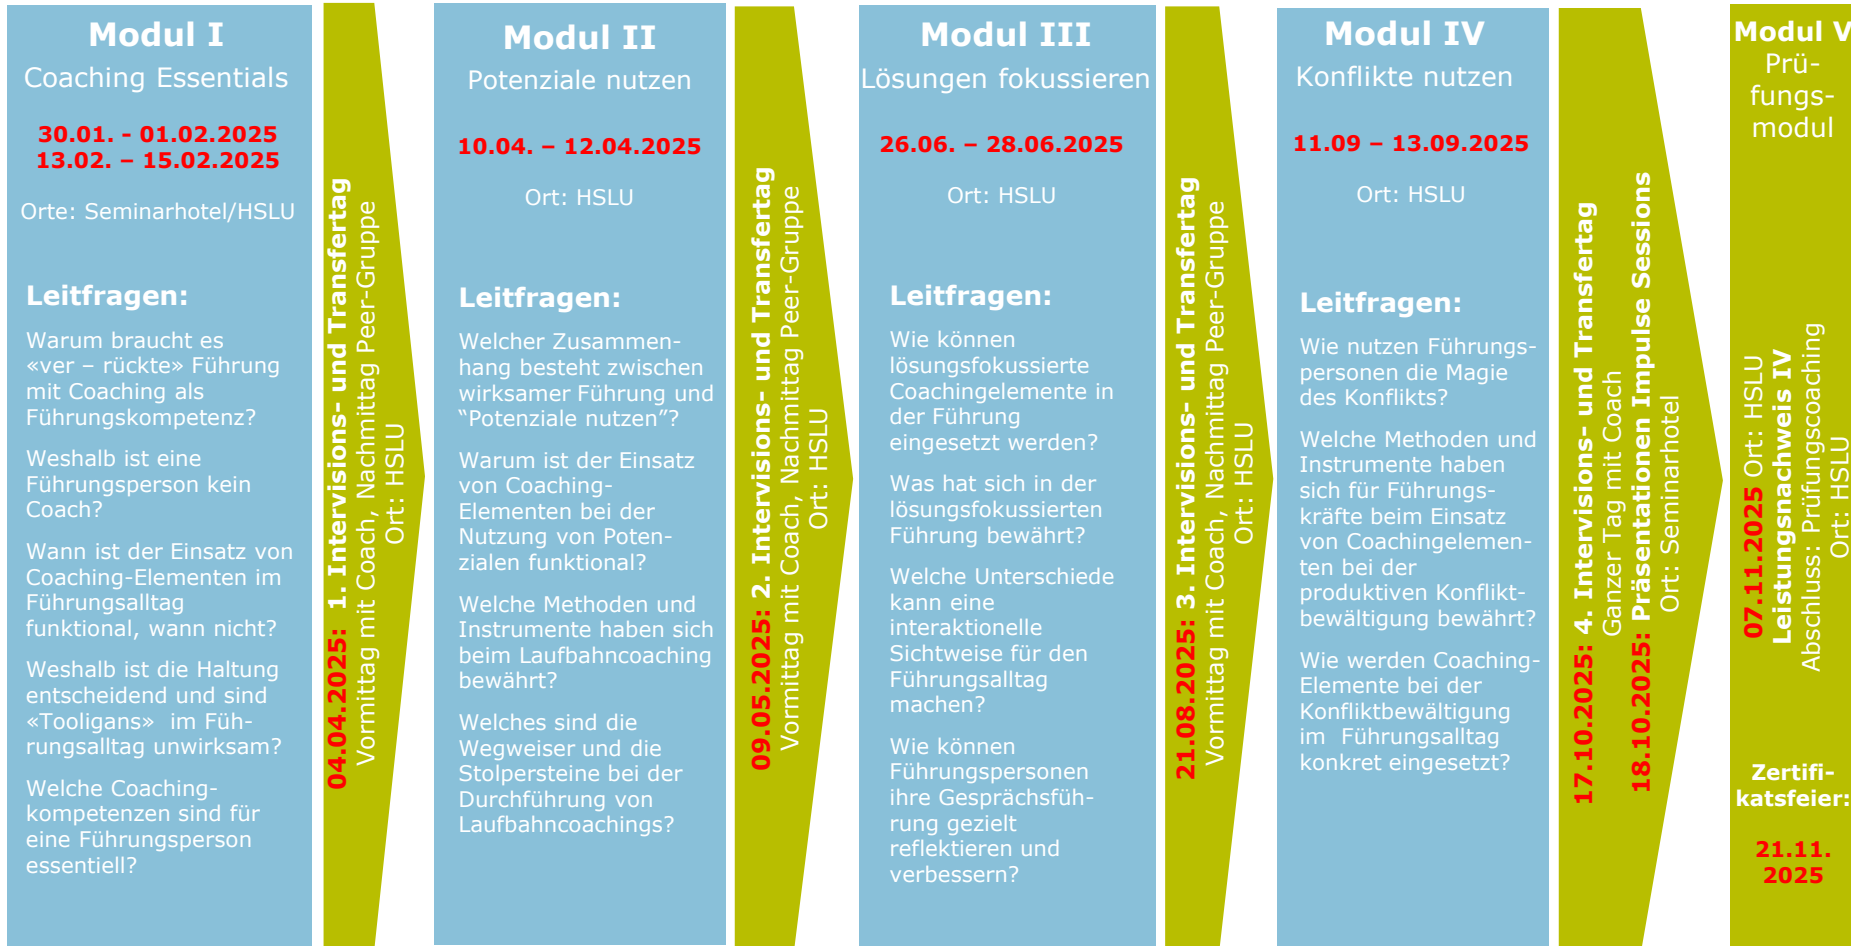 Modul I
Coaching Essentials
30.01. - 01.02.2025
13.02. – 15.02.2025
Orte: Seminarhotel/HSLU
Leitfragen:
Warum braucht es
«ver – rückte» Führung
mit Coaching als
Führungskompetenz?
Weshalb ist eine
Führungsperson kein
Coach?
Wann ist der Einsatz von
Coaching-Elementen im
Führungsalltag
funktional, wann nicht?
Weshalb ist die Haltung
entscheidend und sind
«Tooligans» im Füh-
rungsalltag unwirksam?
Welche Coaching-
kompetenzen sind für
eine Führungsperson
essentiell?
04.04.2025: 1. Intervisions- und Transfertag
Vormittag mit Coach, Nachmittag Peer-Gruppe
Ort: HSLU
Modul II
Potenziale nutzen
10.04. – 12.04.2025
Ort: HSLU
Leitfragen:
Welcher Zusammen-
hang besteht zwischen
wirksamer Führung und
“Potenziale nutzen”?
Warum ist der Einsatz
von Coaching-
Elementen bei der
Nutzung von Poten-
zialen funktional?
Welche Methoden und
Instrumente haben sich
beim Laufbahncoaching
bewährt?
Welches sind die
Wegweiser und die
Stolpersteine bei der
Durchführung von
Laufbahncoachings?
09.05.2025: 2. Intervisions- und Transfertag
Vormittag mit Coach, Nachmittag Peer-Gruppe
Ort: HSLU
Modul III
Lösungen fokussieren
26.06. – 28.06.2025
Ort: HSLU
Leitfragen:
Wie können
lösungsfokussierte
Coachingelemente in
der Führung
eingesetzt werden?
Was hat sich in der
lösungsfokussierten
Führung bewährt?
Welche Unterschiede
kann eine
interaktionelle
Sichtweise für den
Führungsalltag
machen?
Wie können
Führungspersonen
ihre Gesprächsfüh-
rung gezielt
reflektieren und
verbessern?
21.08.2025: 3. Intervisions- und Transfertag
Vormittag mit Coach, Nachmittag Peer-Gruppe
Ort: HSLU
Modul IV
Konflikte nutzen
11.09 – 13.09.2025
Ort: HSLU
Leitfragen:
Wie nutzen Führungs-
personen die Magie
des Konflikts?
Welche Methoden und
Instrumente haben
sich für Führungs-
kräfte beim Einsatz
von Coachingelemen-
ten bei der
produktiven Konflikt-
bewältigung bewährt?
Wie werden Coaching-
Elemente bei der
Konfliktbewältigung
im Führungsalltag
konkret eingesetzt?
17.10.2025: 4. Intervisions- und Transfertag
Ganzer Tag mit Coach
18.10.2025: Präsentationen Impulse Sessions
Ort: Seminarhotel
Modul V
Prü-
fungs-
modul
07.11.2025 Ort: HSLU
Leistungsnachweis IV
Abschluss: Prüfungscoaching
Ort: HSLU
Zertifi-
katsfeier:
21.11.
2025